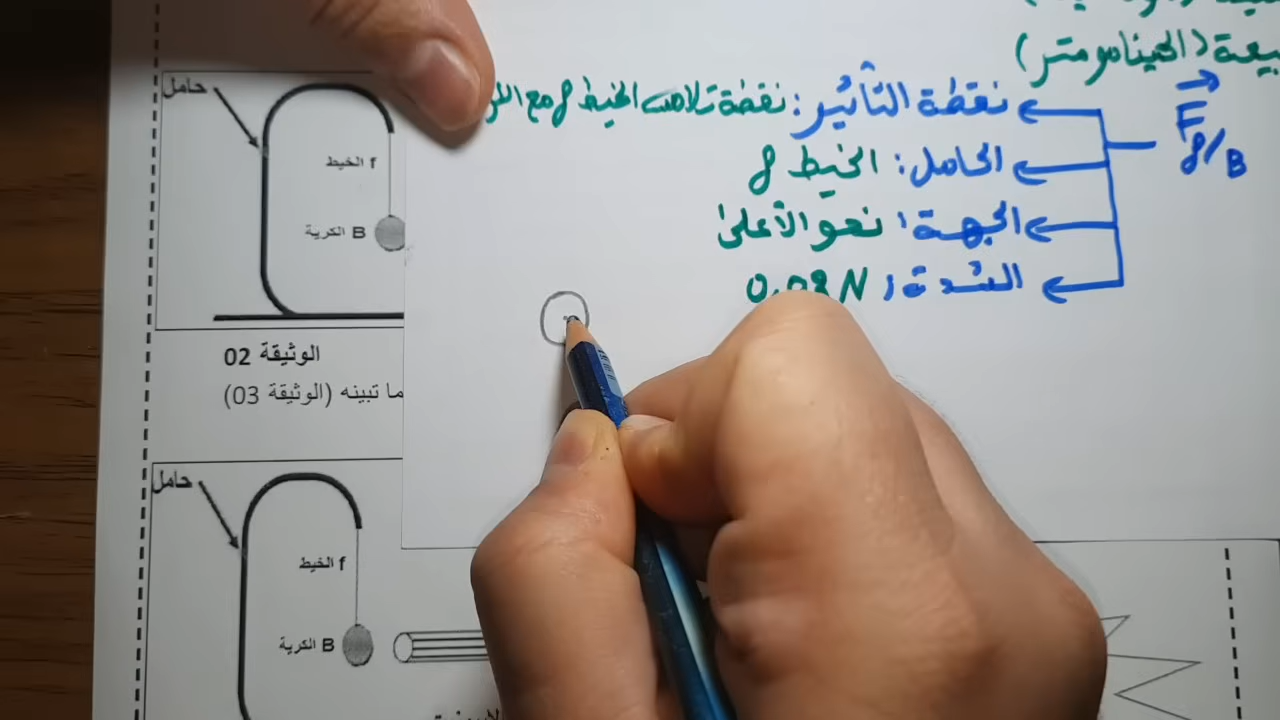 (الدينامومتر)
نقطة التأثير: نقطة تلامس الخيط f مع
الحامل: الخيط f
الجهة: نحو الأعلى
الشدة: 0.08 N
F f/B
حامل
f الخيط
B الكرية
الوثيقة 02
ما تبينه (الوثيقة 03)
حامل
f الخيط
B الكرية